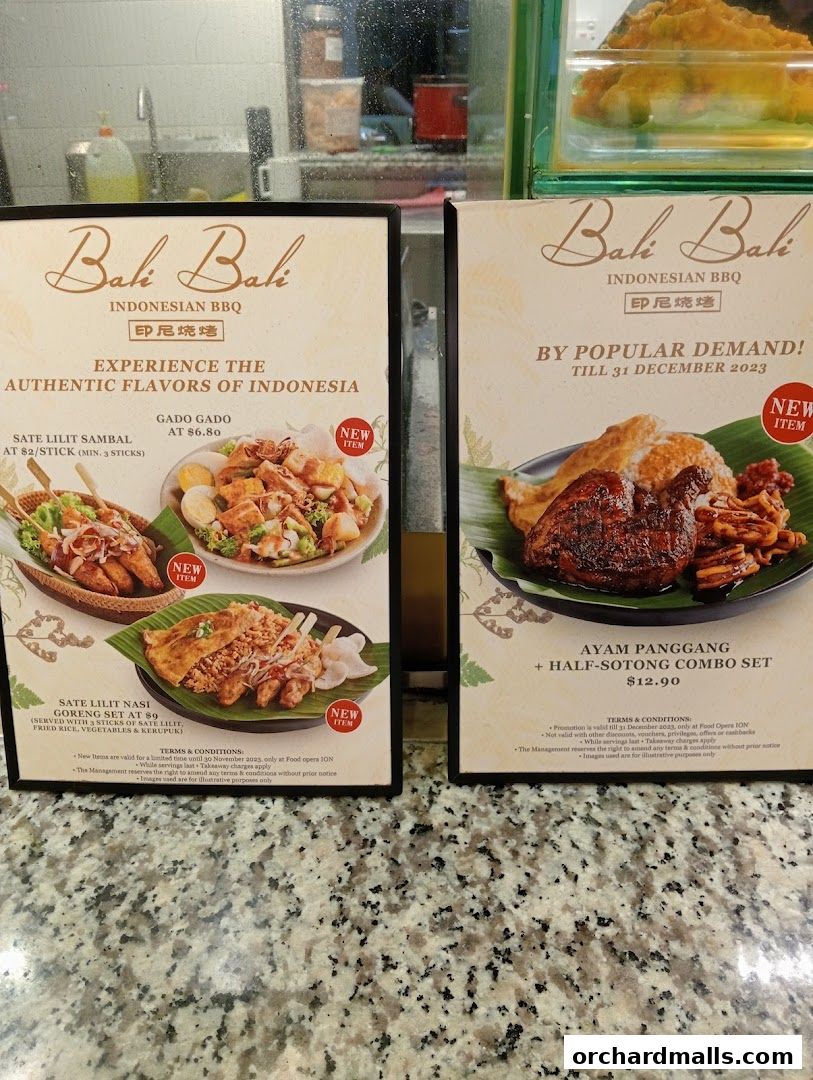 Bali Bali
INDONESIAN BBQ
印尼烧烤
EXPERIENCE THE
AUTHENTIC FLAVORS OF INDONESIA
GADO GADO
AT $6.80
SATE LILIT SAMBAL
AT $2/STICK (MIN. 3 STICKS)
NEW
ITEM
NEW
ITEM
SATE LILIT NASI
GORENG SET AT $9
(SERVED WITH 3 STICKS OF SATE LILIT,
FRIED RICE, VEGETABLES & KERUPUK)
NEW
ITEM
TERMS & CONDITIONS:
• New Items are valid for a limited time until 30 November 2023, only at Food opera ION
• While servings last • Takeaway charges apply
• The Management reserves the right to amend any terms & conditions without prior notice
• Images used are for illustrative purposes only
Bali Bali
INDONESIAN BBQ
印尼烧烤
BY POPULAR DEMAND!
TILL 31 DECEMBER 2023
NEW
ITEM
AYAM PANGGANG
+ HALF-SOTONG COMBO SET
$12.90
TERMS & CONDITIONS:
• Promotion is valid till 31 December 2023, only at Food Opera ION
• Not valid with other discounts, vouchers, privileges, offers or cashbacks
• While servings last • Takeaway charges apply
• The Management reserves the right to amend any terms & conditions without prior notice
• Images used are for illustrative purposes only
orchardmalls.com